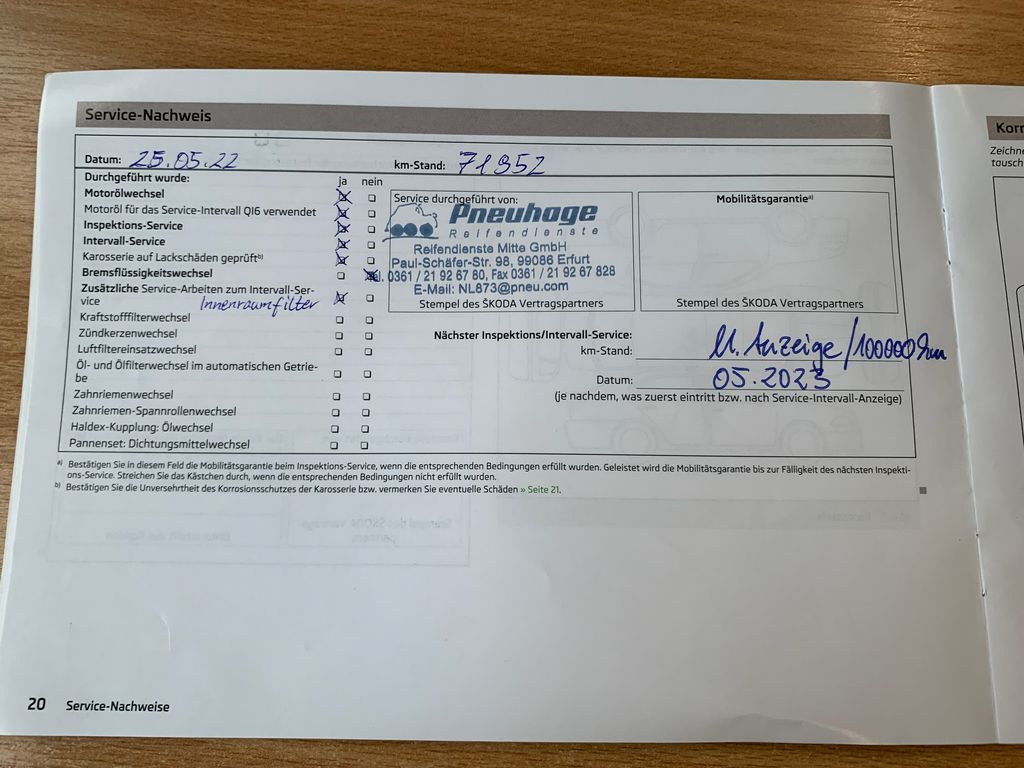 Service-Nachweis
Datum: 25.05.22 km-Stand: 71952
Durchgeführt wurde: ja nein
Motorölwechsel
Motoröl für das Service-Intervall QI6 verwendet
Inspektions-Service
Intervall-Service
Karosserie auf Lackschäden geprüft b)
Bremsflüssigkeitswechsel
Zusätzliche Service-Arbeiten zum Intervall-Ser-
vice Innenraumfilter
Kraftstofffilterwechsel
Zündkerzenwechsel
Luftfiltereinsatzwechsel
Öl- und Ölfilterwechsel im automatischen Getrie-
be
Zahnriemenwechsel
Zahnriemen-Spannrollenwechsel
Haldex-Kupplung: Ölwechsel
Pannenset: Dichtungsmittelwechsel
Service durchgeführt von:
Pneuhage
Reifendienste
Reifendienste Mitte GmbH
Paul-Schäfer-Str. 98, 99086 Erfurt
Tel. 0361 / 21 92 67 80, Fax 0361 / 21 92 67 828
E-Mail: NL873@pneu.com
Stempel des ŠKODA Vertragspartners
Mobilitätsgarantie a)
Stempel des ŠKODA Vertragspartners
Nächster Inspektions/Intervall-Service:
km-Stand: Anzeige/100000
Datum: 05.2023
(je nachdem, was zuerst eintritt bzw. nach Service-Intervall-Anzeige)
a) Bestätigen Sie in diesem Feld die Mobilitätsgarantie beim Inspektions-Service, wenn die entsprechenden Bedingungen erfüllt wurden. Geleistet wird die Mobilitätsgarantie bis zur Fälligkeit des nächsten Inspekti-
ons-Service. Streichen Sie das Kästchen durch, wenn die entsprechenden Bedingungen nicht erfüllt wurden.
b) Bestätigen Sie die Unversehrtheit des Korrosionsschutzes der Karosserie bzw. vermerken Sie eventuelle Schäden » Seite 21.
20 Service-Nachweise
Zeichne
tausch